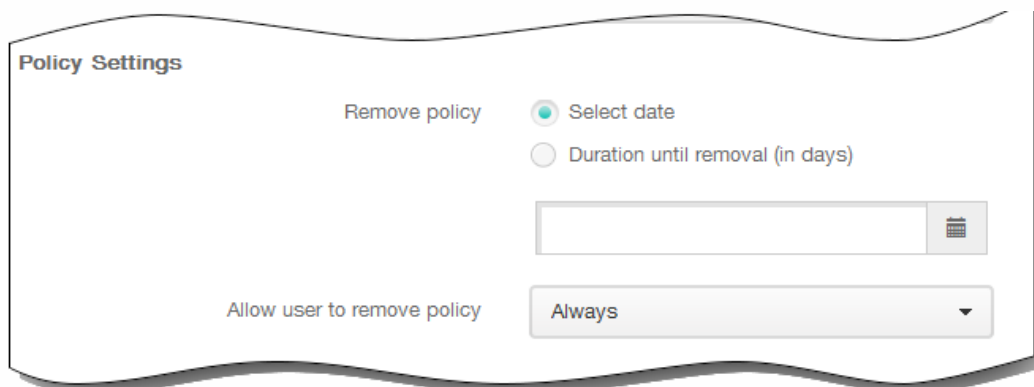 Policy Settings
Remove policy
Select date
Duration until removal (in days)
Allow user to remove policy
Always